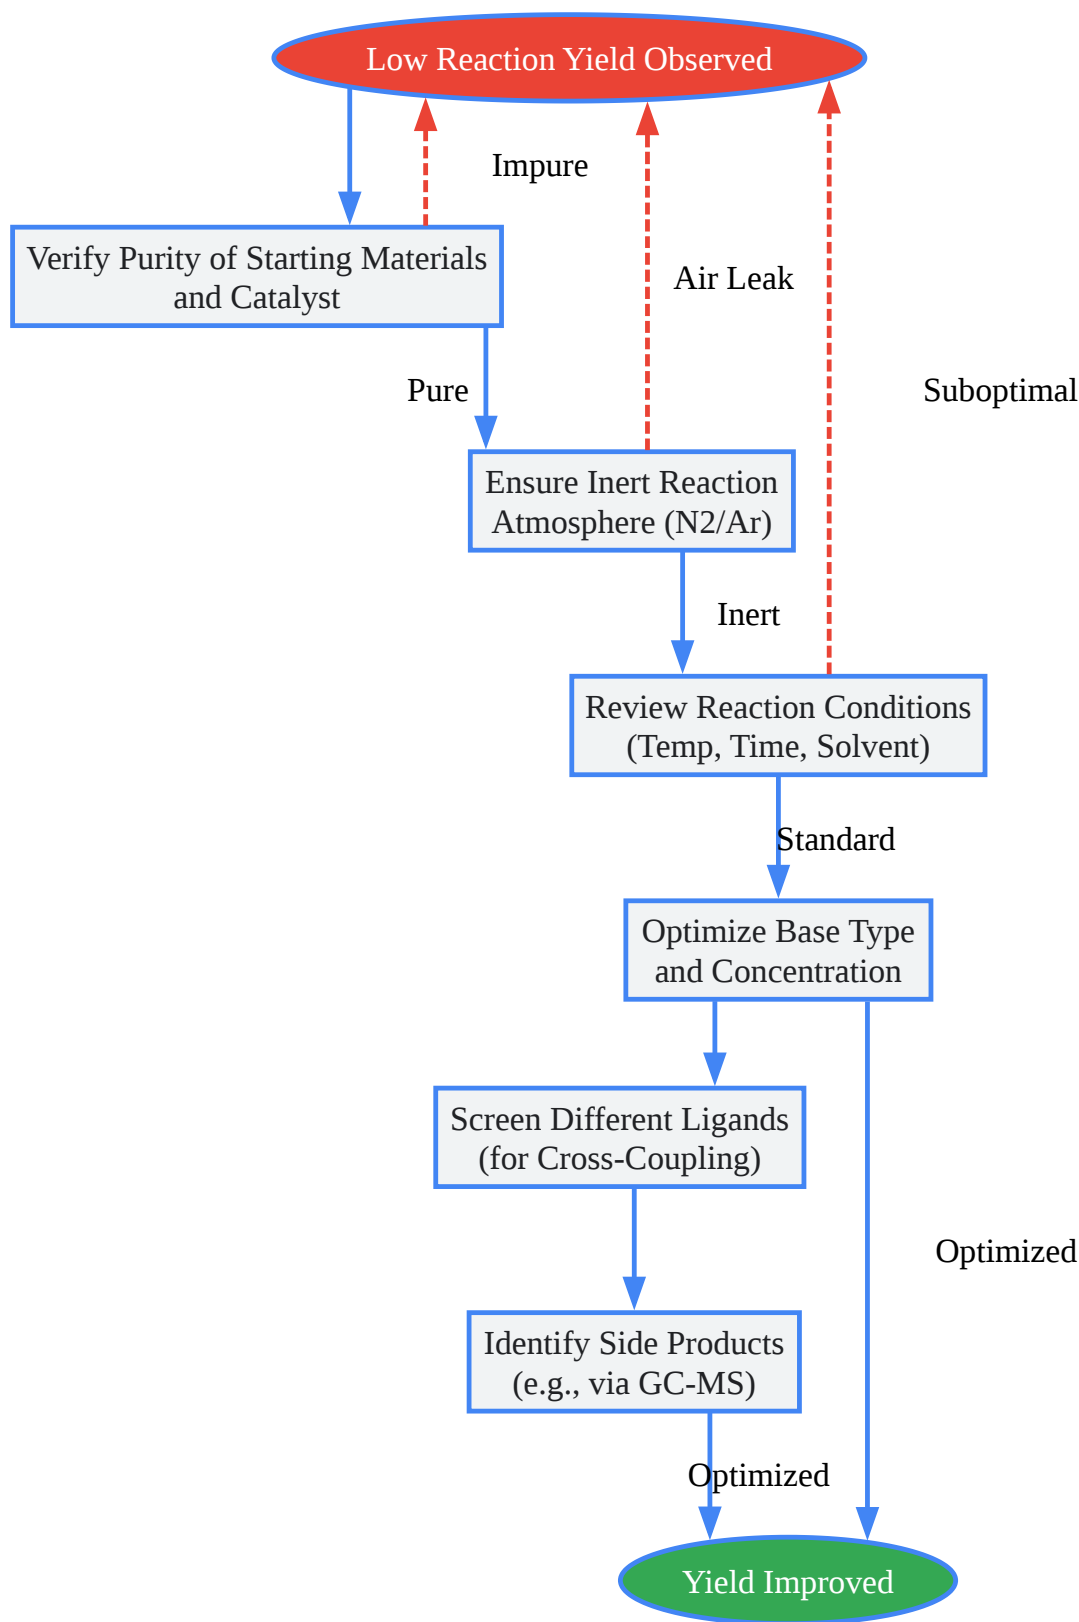 Low Reaction Yield Observed
Impure
Verify Purity of Starting Materials
and Catalyst
Air Leak
Pure
Suboptimal
Ensure Inert Reaction
Atmosphere (N2/Ar)
Inert
Review Reaction Conditions
(Temp, Time, Solvent)
Standard
Optimize Base Type
and Concentration
Screen Different Ligands
(for Cross-Coupling)
Optimized
Identify Side Products
(e.g., via GC-MS)
Optimized
Yield Improved